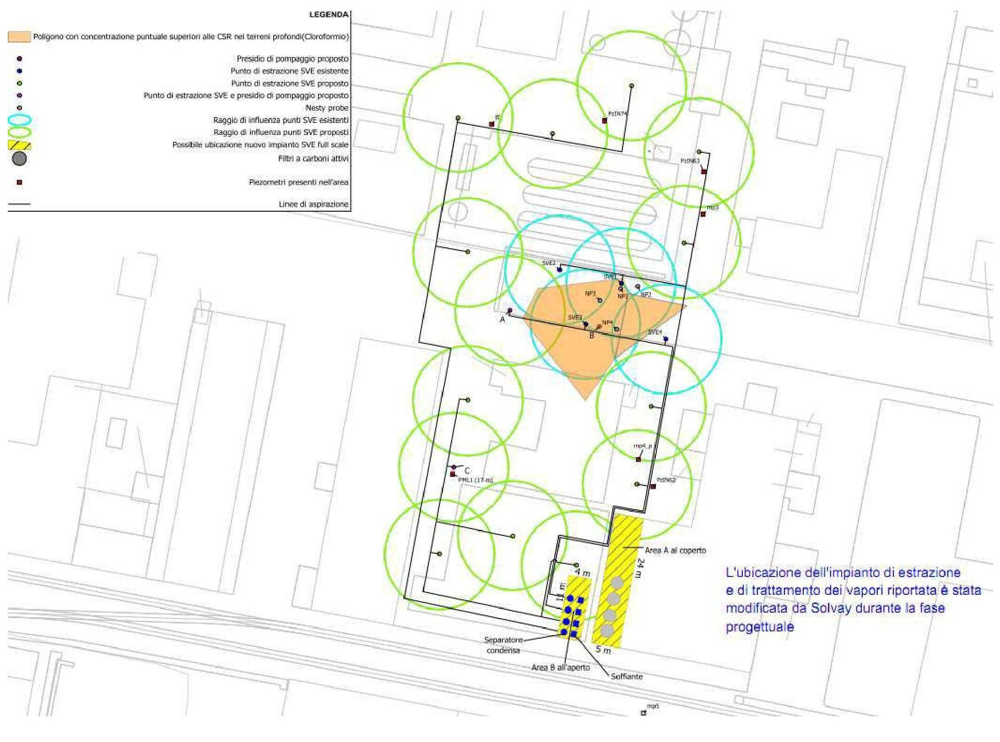 LEGENDA
Poligono con concentrazione puntuale superiori alle CSR nei terreni profondi(Cloroformio)
Presidio di pompaggio proposto
Punto di estrazione SVE esistente
Punto di estrazione SVE proposto
Punto di estrazione SVE e presidio di pompaggio proposto
Nesty probe
Raggio di influenza punti SVE esistenti
Raggio di influenza punti SVE proposti
Possibile ubicazione nuovo impianto SVE full scale
Filtri a carboni attivi
Piezometri presenti nell'area
Linee di aspirazione
PzIN74
PzIN63
mp3
SVE2
SVE1
NP3
NP1
NP2
A
SVE3
NP4
B
SVE4
mp4_p
C
PMLI (17 m)
PzIN62
Area A al coperto
24 m
4 m
11 m
5 m
L'ubicazione dell'impianto di estrazione
e di trattamento dei vapori riportata è stata
modificata da Solvay durante la fase
progettuale
Separatore
condensa
Area B all'aperto
Soffiante
mp5